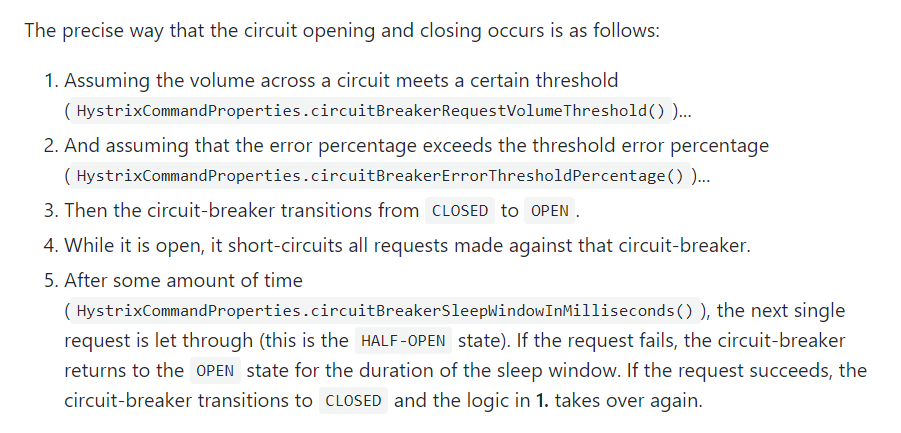 The precise way that the circuit opening and closing occurs is as follows:
1. Assuming the volume across a circuit meets a certain threshold
( HystrixCommandProperties.circuitBreakerRequestVolumeThreshold() )...
2. And assuming that the error percentage exceeds the threshold error percentage
( HystrixCommandProperties.circuitBreakerErrorThresholdPercentage() )...
3. Then the circuit-breaker transitions from CLOSED to OPEN .
4. While it is open, it short-circuits all requests made against that circuit-breaker.
5. After some amount of time
( HystrixCommandProperties.circuitBreakerSleepWindowInMilliseconds() ), the next single
request is let through (this is the HALF-OPEN state). If the request fails, the circuit-breaker
returns to the OPEN state for the duration of the sleep window. If the request succeeds, the
circuit-breaker transitions to CLOSED and the logic in 1. takes over again.